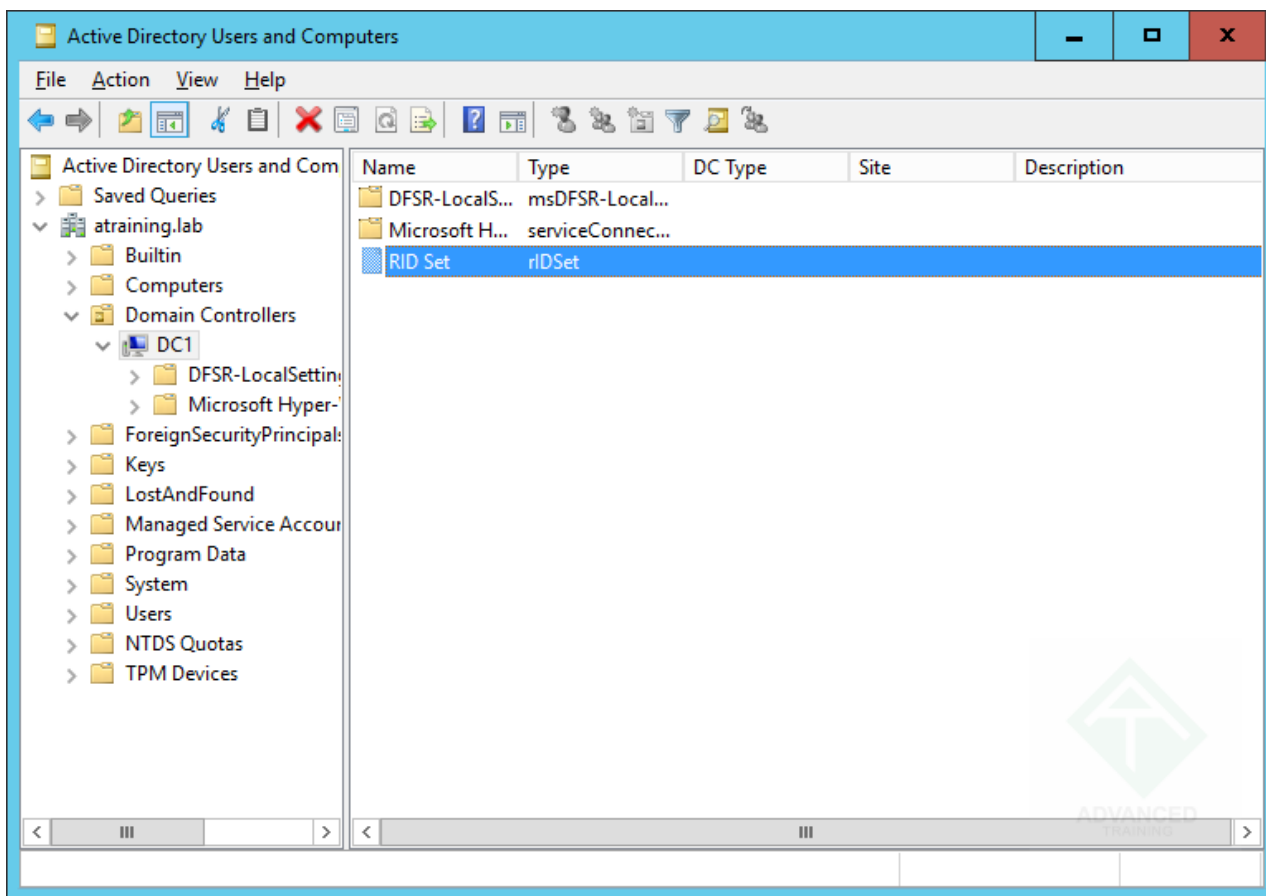 Active Directory Users and Computers
File Action View Help
Active Directory Users and Com
Saved Queries
atraining.lab
Builtin
Computers
Domain Controllers
DC1
DFSR-LocalSettin
Microsoft Hyper-
ForeignSecurityPrincipal
Keys
LostAndFound
Managed Service Accou
Program Data
System
Users
NTDS Quotas
TPM Devices
Name Type DC Type Site Description
DFSR-LocalS... msDFSR-Local...
Microsoft H... serviceConnec...
RID Set rIDSet
ADVANCED
TRAINING